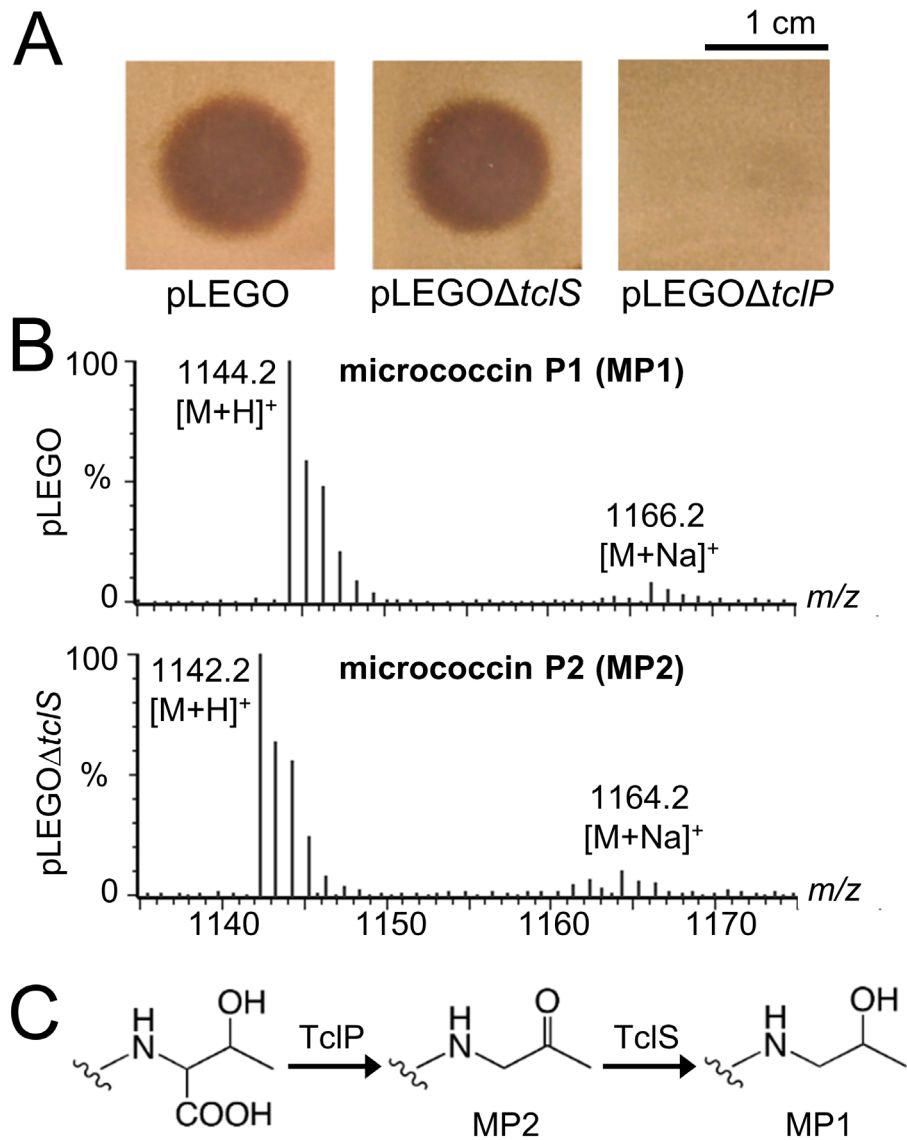 A
1 cm
pLEGO
pLEGOΔtclS
pLEGOΔtclP
B
pLEGO
%
100
0
1144.2
[M+H]+
micrococcin P1 (MP1)
1166.2
[M+Na]+
m/z
pLEGOΔtclS
%
100
0
1142.2
[M+H]+
micrococcin P2 (MP2)
1164.2
[M+Na]+
m/z
1140 1150 1160 1170
C
H
N
OH
COOH
TclP
H
N
O
MP2
TclS
H
N
OH
MP1